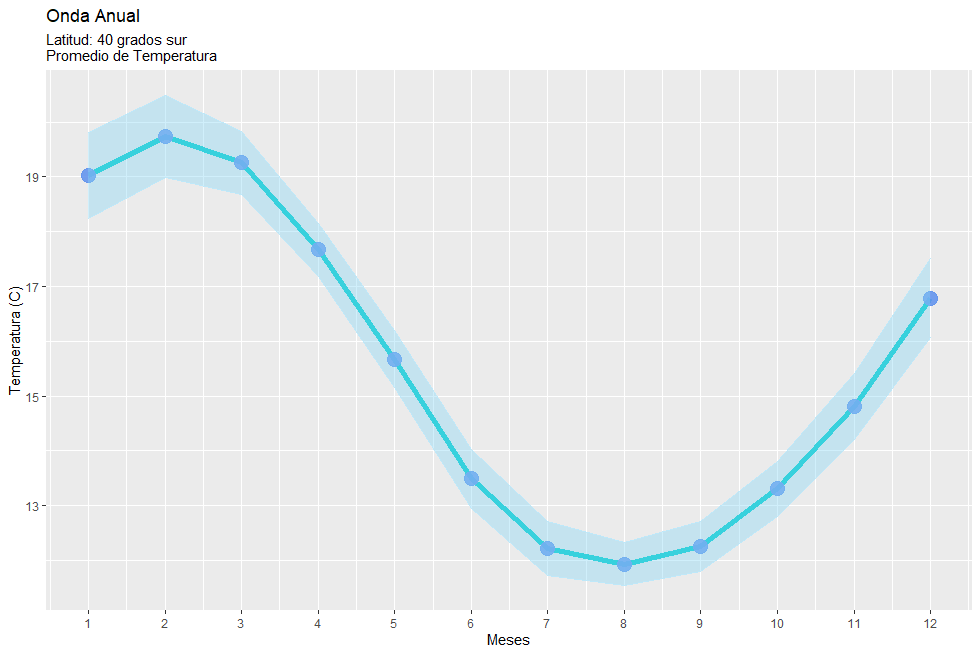 Onda Anual
Latitud: 40 grados sur
Promedio de Temperatura
Temperatura (C)
19
17
15
13
1 2 3 4 5 6 7 8 9 10 11 12
Meses